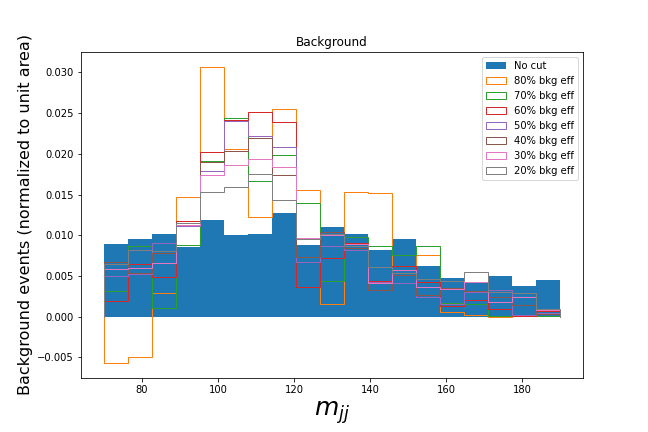 Background
Background events (normalized to unit area)
0.030
0.025
0.020
0.015
0.010
0.005
0.000
−0.005
80
100
120
140
160
180
m_{jj}
No cut
80% bkg eff
70% bkg eff
60% bkg eff
50% bkg eff
40% bkg eff
30% bkg eff
20% bkg eff